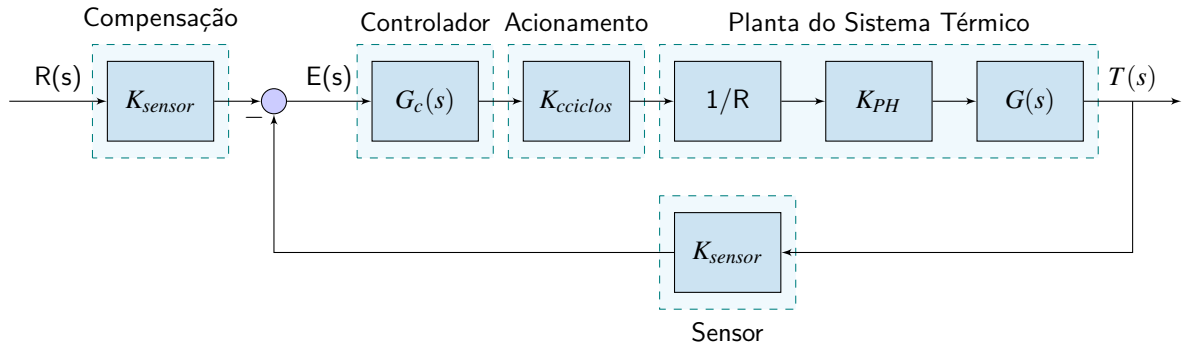 Compensação
Controlador
Acionamento
Planta do Sistema Térmico
R(s)
K_sensor
−
E(s)
G_c(s)
K_cciclos
1/R
K_PH
G(s)
T(s)
K_sensor
Sensor